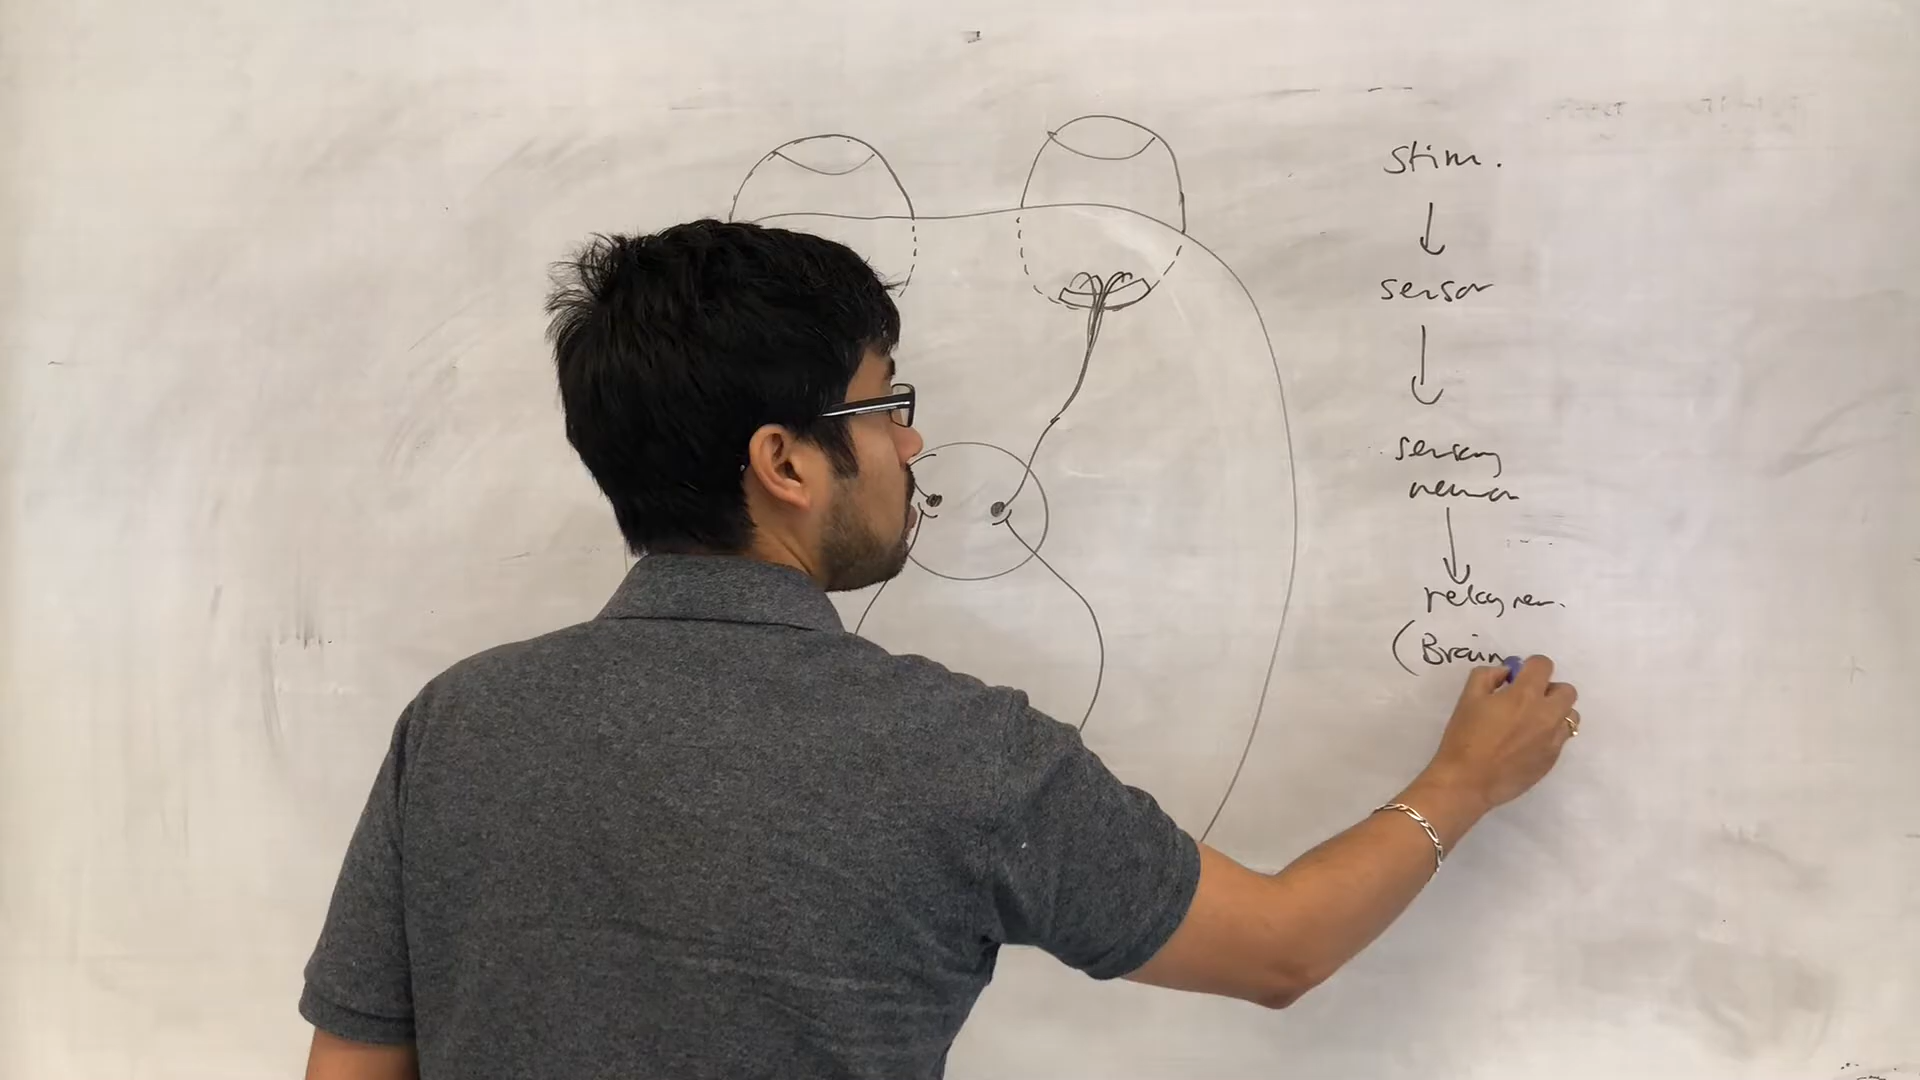 stim.
sensor
sensory
neuron
relay neu.
(Brain